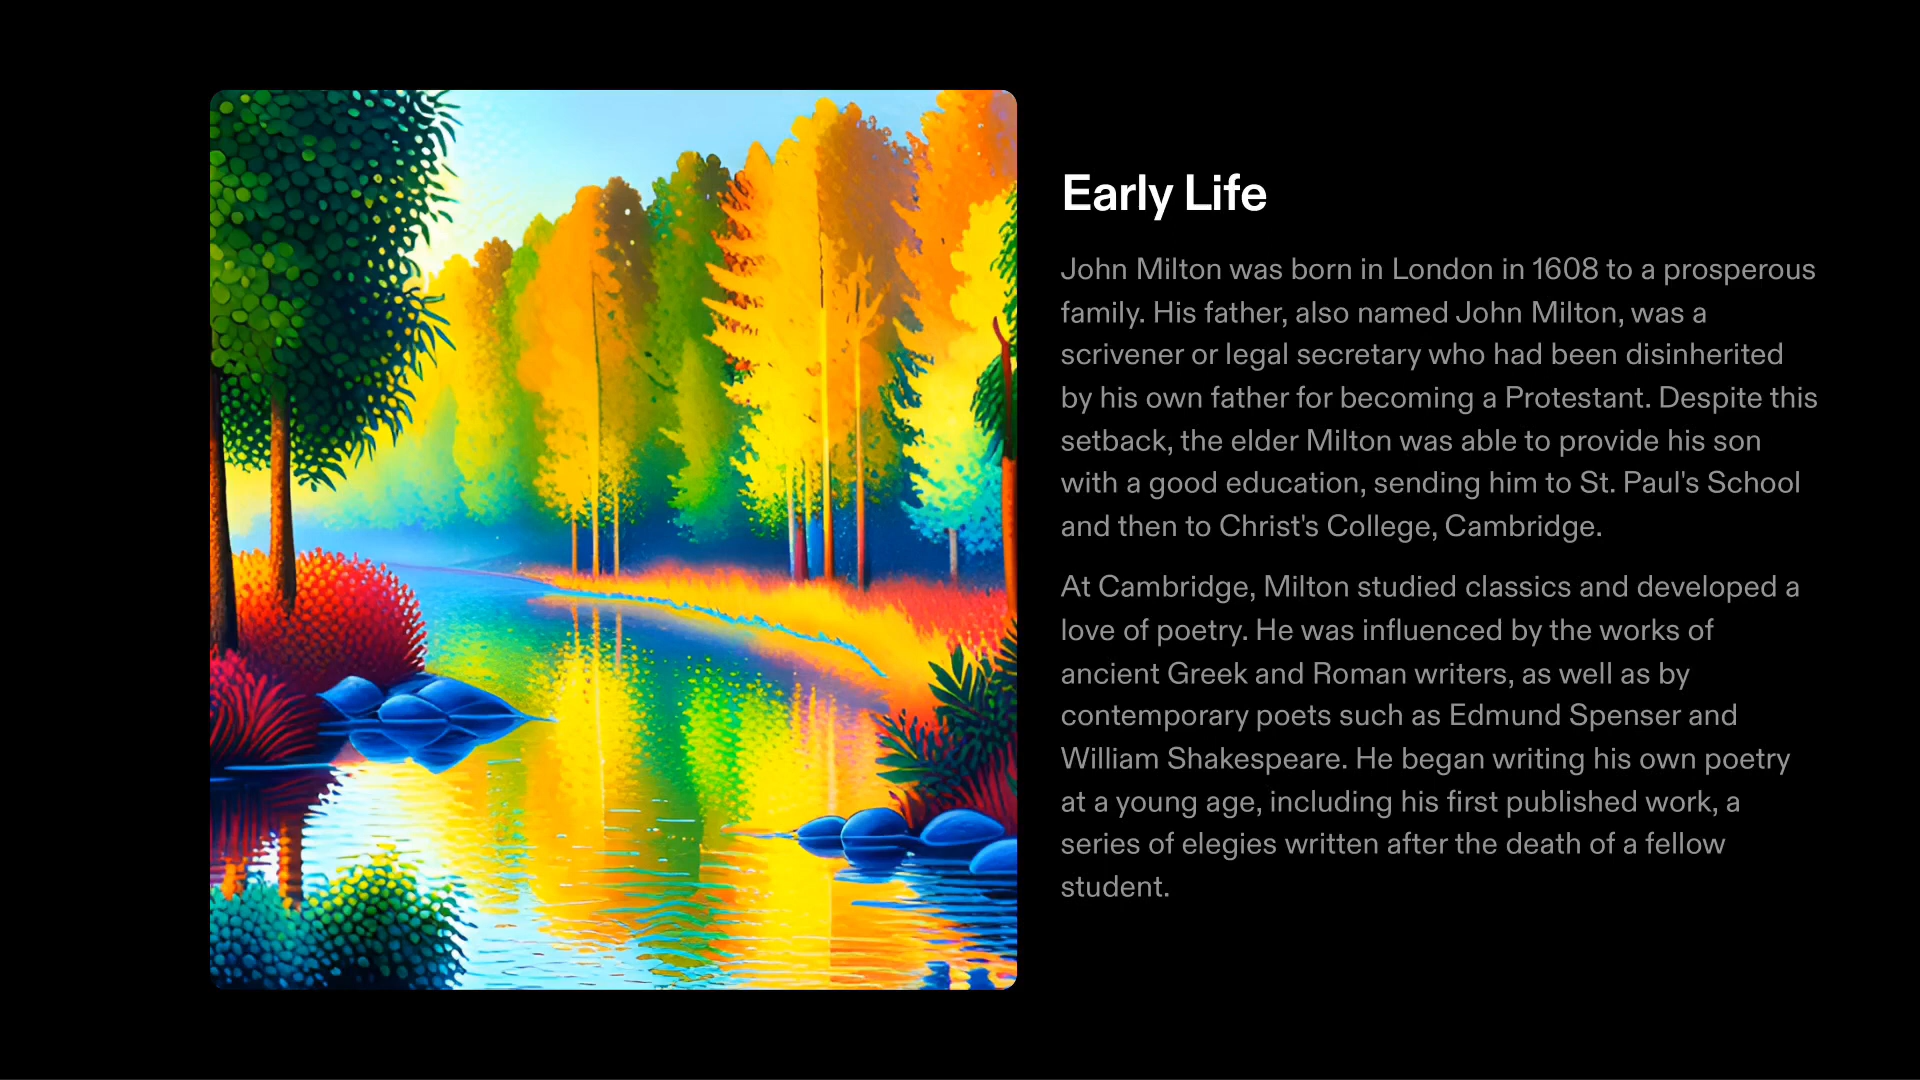 Early Life
John Milton was born in London in 1608 to a prosperous
family. His father, also named John Milton, was a
scrivener or legal secretary who had been disinherited
by his own father for becoming a Protestant. Despite this
setback, the elder Milton was able to provide his son
with a good education, sending him to St. Paul's School
and then to Christ's College, Cambridge.
At Cambridge, Milton studied classics and developed a
love of poetry. He was influenced by the works of
ancient Greek and Roman writers, as well as by
contemporary poets such as Edmund Spenser and
William Shakespeare. He began writing his own poetry
at a young age, including his first published work, a
series of elegies written after the death of a fellow
student.